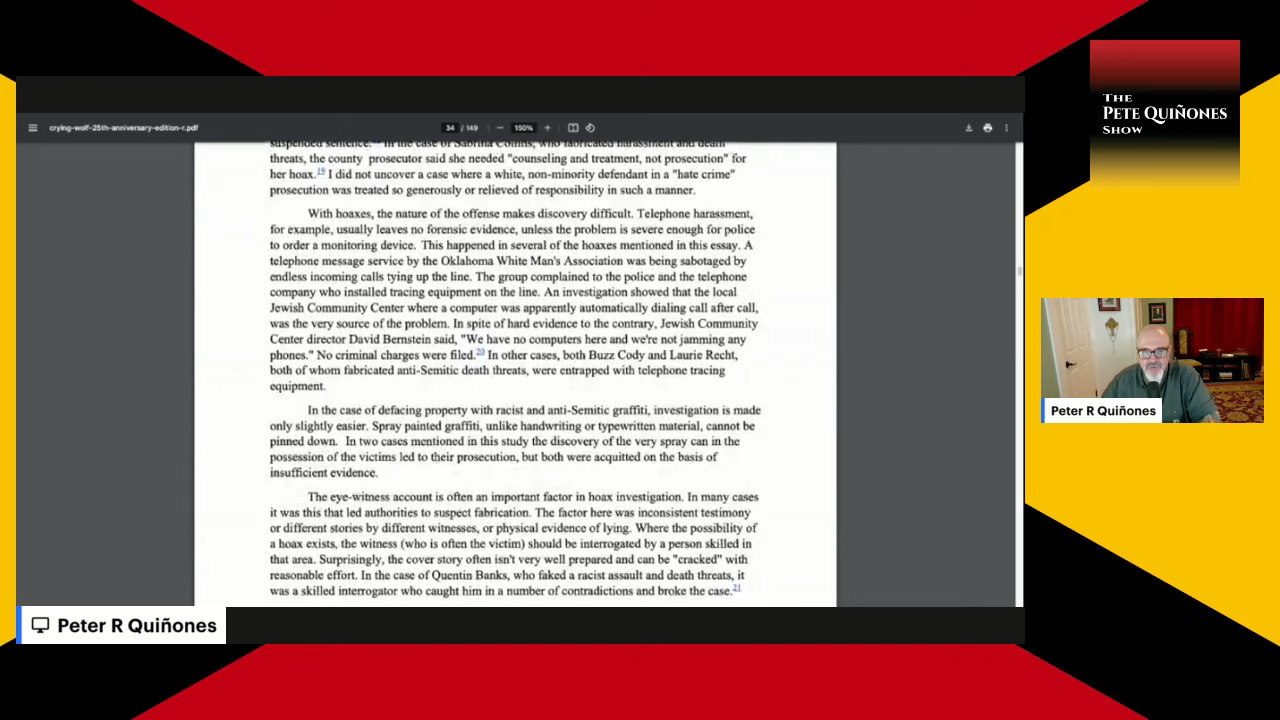 THE
PETE QUIÑONES
SHOW
crying-wolf-25th-anniversary-edition-r.pdf
34 / 149
150%
suspended sentence. In the case of Sabrina Collins, who fabricated harassment and death
threats, the county prosecutor said she needed "counseling and treatment, not prosecution" for
her hoax.19 I did not uncover a case where a white, non-minority defendant in a "hate crime"
prosecution was treated so generously or relieved of responsibility in such a manner.
With hoaxes, the nature of the offense makes discovery difficult. Telephone harassment,
for example, usually leaves no forensic evidence, unless the problem is severe enough for police
to order a monitoring device. This happened in several of the hoaxes mentioned in this essay. A
telephone message service by the Oklahoma White Man's Association was being sabotaged by
endless incoming calls tying up the line. The group complained to the police and the telephone
company who installed tracing equipment on the line. An investigation showed that the local
Jewish Community Center where a computer was apparently automatically dialing call after call,
was the very source of the problem. In spite of hard evidence to the contrary, Jewish Community
Center director David Bernstein said, "We have no computers here and we're not jamming any
phones." No criminal charges were filed.20 In other cases, both Buzz Cody and Laurie Recht,
both of whom fabricated anti-Semitic death threats, were entrapped with telephone tracing
equipment.
In the case of defacing property with racist and anti-Semitic graffiti, investigation is made
only slightly easier. Spray painted graffiti, unlike handwriting or typewritten material, cannot be
pinned down. In two cases mentioned in this study the discovery of the very spray can in the
possession of the victims led to their prosecution, but both were acquitted on the basis of
insufficient evidence.
The eye-witness account is often an important factor in hoax investigation. In many cases
it was this that led authorities to suspect fabrication. The factor here was inconsistent testimony
or different stories by different witnesses, or physical evidence of lying. Where the possibility of
a hoax exists, the witness (who is often the victim) should be interrogated by a person skilled in
that area. Surprisingly, the cover story often isn't very well prepared and can be "cracked" with
reasonable effort. In the case of Quentin Banks, who faked a racist assault and death threats, it
was a skilled interrogator who caught him in a number of contradictions and broke the case.21
Peter R Quiñones
Peter R Quiñones